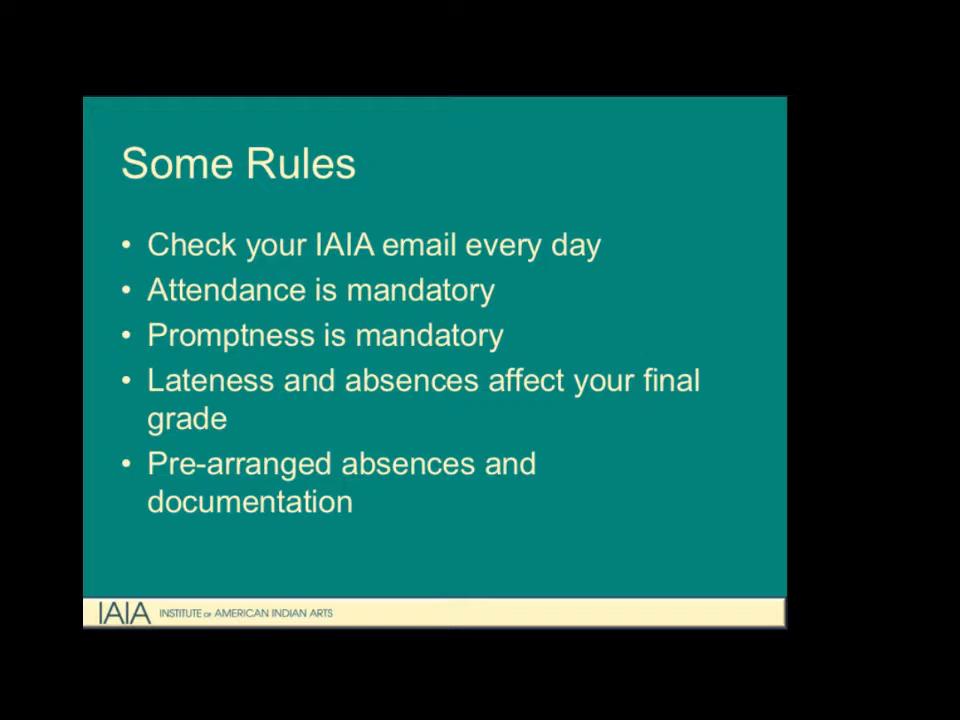 Some Rules
• Check your IAIA email every day
• Attendance is mandatory
• Promptness is mandatory
• Lateness and absences affect your final
grade
• Pre-arranged absences and
documentation
IAIA INSTITUTE OF AMERICAN INDIAN ARTS